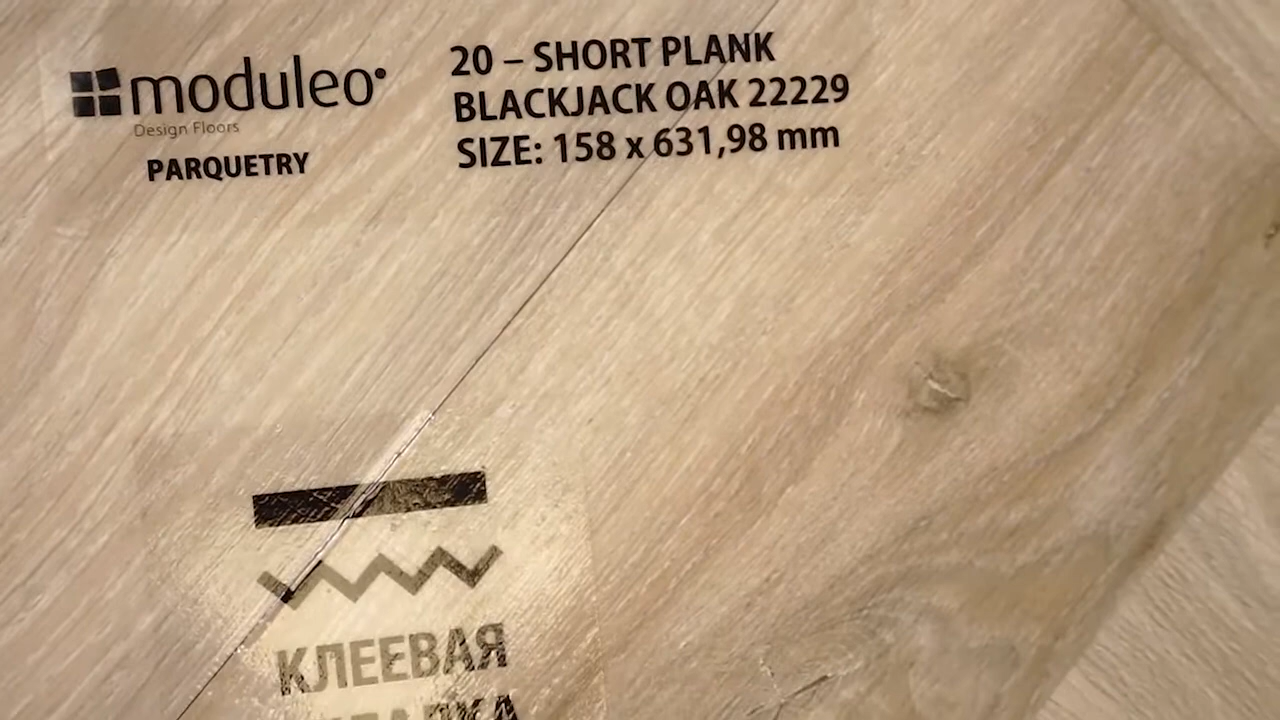 moduleo
Design Floors
PARQUETRY
20 – SHORT PLANK
BLACKJACK OAK 22229
SIZE: 158 x 631,98 mm
КЛЕЕВАЯ